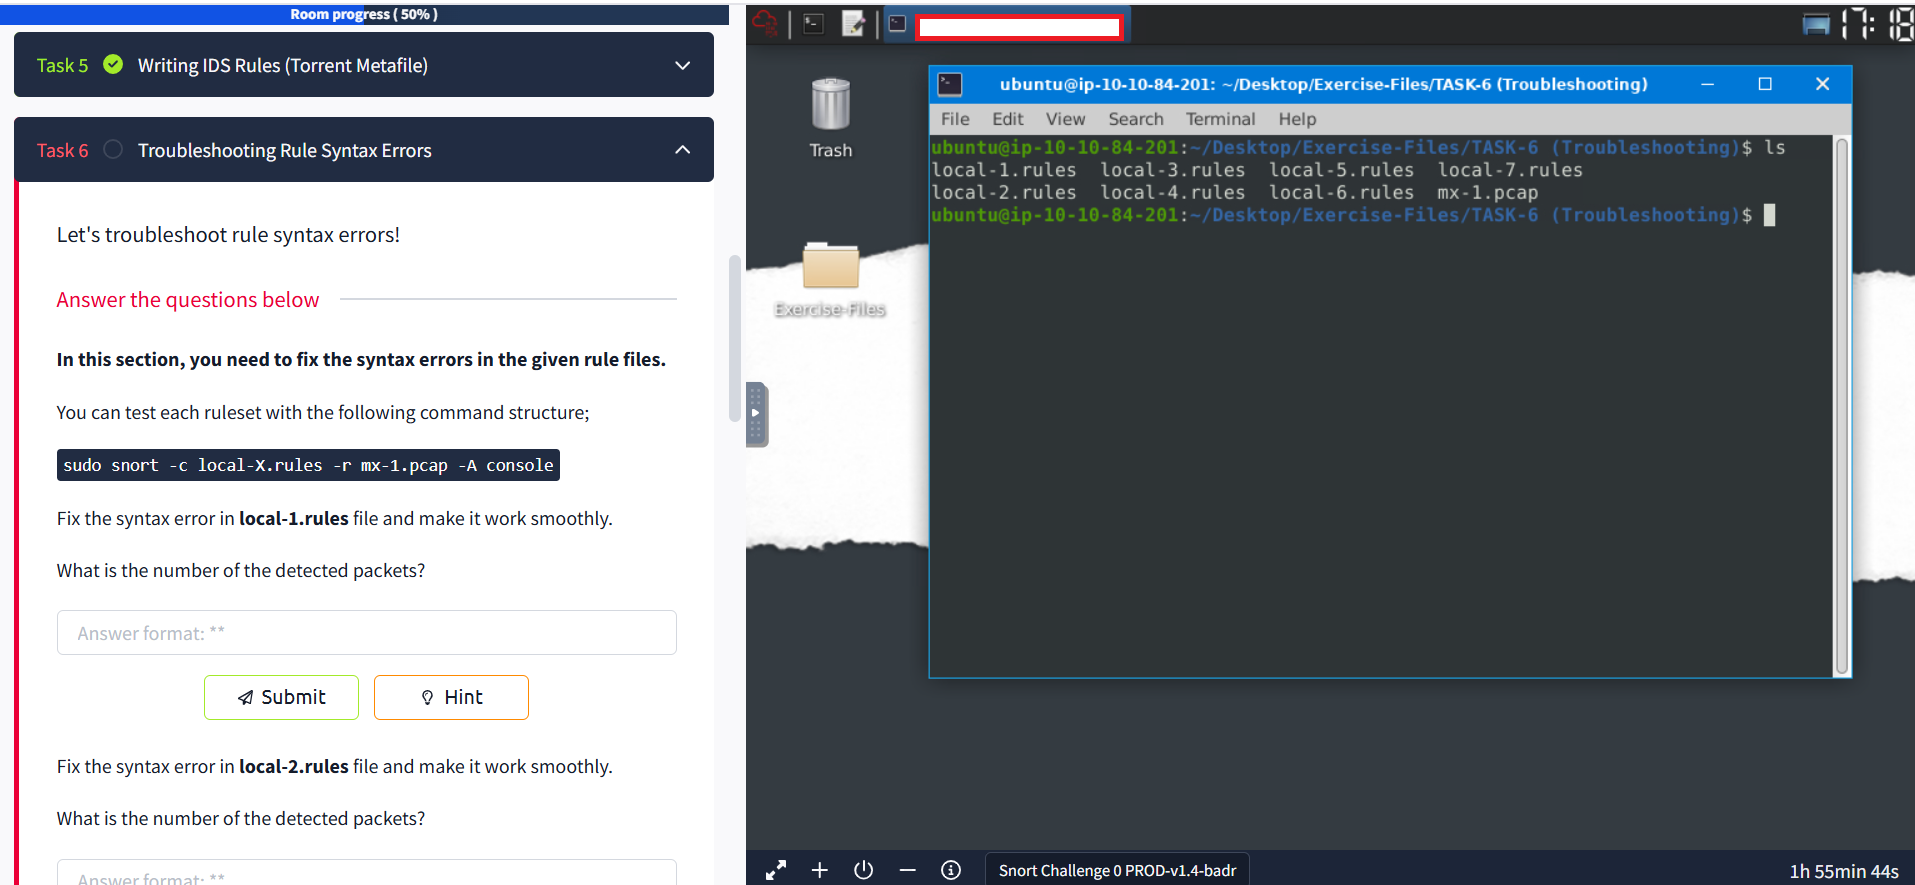 Room progress ( 50% )
Task 5 Writing IDS Rules (Torrent Metafile)
Task 6 Troubleshooting Rule Syntax Errors
Let's troubleshoot rule syntax errors!
Answer the questions below
In this section, you need to fix the syntax errors in the given rule files.
You can test each ruleset with the following command structure;
sudo snort -c local-X.rules -r mx-1.pcap -A console
Fix the syntax error in local-1.rules file and make it work smoothly.
What is the number of the detected packets?
Answer format: **
Submit Hint
Fix the syntax error in local-2.rules file and make it work smoothly.
What is the number of the detected packets?
Answer format: **
17:18
Trash
Exercise-Files
ubuntu@ip-10-10-84-201: ~/Desktop/Exercise-Files/TASK-6 (Troubleshooting)
File Edit View Search Terminal Help
ubuntu@ip-10-10-84-201:~/Desktop/Exercise-Files/TASK-6 (Troubleshooting)$ ls
local-1.rules local-3.rules local-5.rules local-7.rules
local-2.rules local-4.rules local-6.rules mx-1.pcap
ubuntu@ip-10-10-84-201:~/Desktop/Exercise-Files/TASK-6 (Troubleshooting)$
Snort Challenge 0 PROD-v1.4-badr
1h 55min 44s